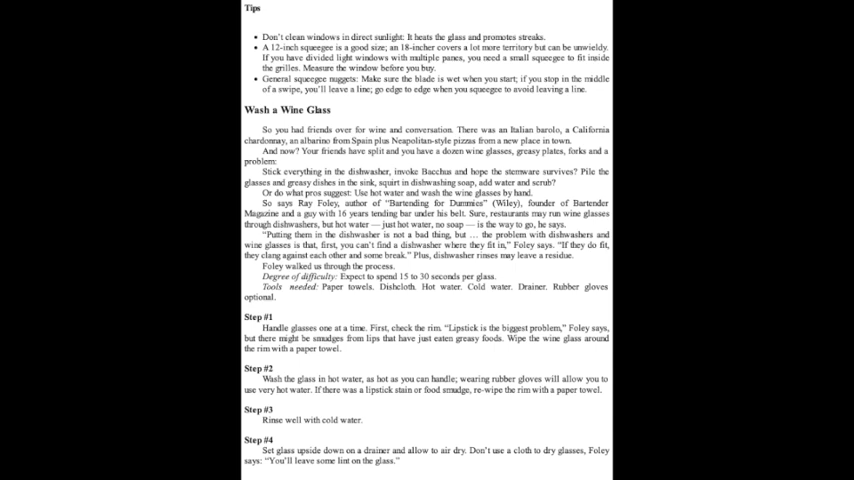 Tips
• Don't clean windows in direct sunlight: It heats the glass and promotes streaks.
• A 12-inch squeegee is a good size; an 18-incher covers a lot more territory but can be unwieldy.
If you have divided light windows with multiple panes, you need a small squeegee to fit inside
the grilles. Measure the window before you buy.
• General squeegee nuggets: Make sure the blade is wet when you start; if you stop in the middle
of a swipe, you'll leave a line; go edge to edge when you squeegee to avoid leaving a line.
Wash a Wine Glass
So you had friends over for wine and conversation. There was an Italian barolo, a California
chardonnay, an albarino from Spain plus Neapolitan-style pizzas from a new place in town.
And now? Your friends have split and you have a dozen wine glasses, greasy plates, forks and a
problem:
Stick everything in the dishwasher, invoke Bacchus and hope the stemware survives? Pile the
glasses and greasy dishes in the sink, squirt in dishwashing soap, add water and scrub?
Or do what pros suggest: Use hot water and wash the wine glasses by hand.
So says Ray Foley, author of "Bartending for Dummies" (Wiley), founder of Bartender
Magazine and a guy with 16 years tending bar under his belt. Sure, restaurants may run wine glasses
through dishwashers, but hot water — just hot water, no soap — is the way to go, he says.
"Putting them in the dishwasher is not a bad thing, but … the problem with dishwashers and
wine glasses is that, first, you can't find a dishwasher where they fit in," Foley says. "If they do fit,
they clang against each other and some break." Plus, dishwasher rinses may leave a residue.
Foley walked us through the process.
Degree of difficulty: Expect to spend 15 to 30 seconds per glass.
Tools needed: Paper towels. Dishcloth. Hot water. Cold water. Drainer. Rubber gloves
optional.
Step #1
Handle glasses one at a time. First, check the rim. "Lipstick is the biggest problem," Foley says,
but there might be smudges from lips that have just eaten greasy foods. Wipe the wine glass around
the rim with a paper towel.
Step #2
Wash the glass in hot water, as hot as you can handle; wearing rubber gloves will allow you to
use very hot water. If there was a lipstick stain or food smudge, re-wipe the rim with a paper towel.
Step #3
Rinse well with cold water.
Step #4
Set glass upside down on a drainer and allow to air dry. Don't use a cloth to dry glasses, Foley
says: "You'll leave some lint on the glass."